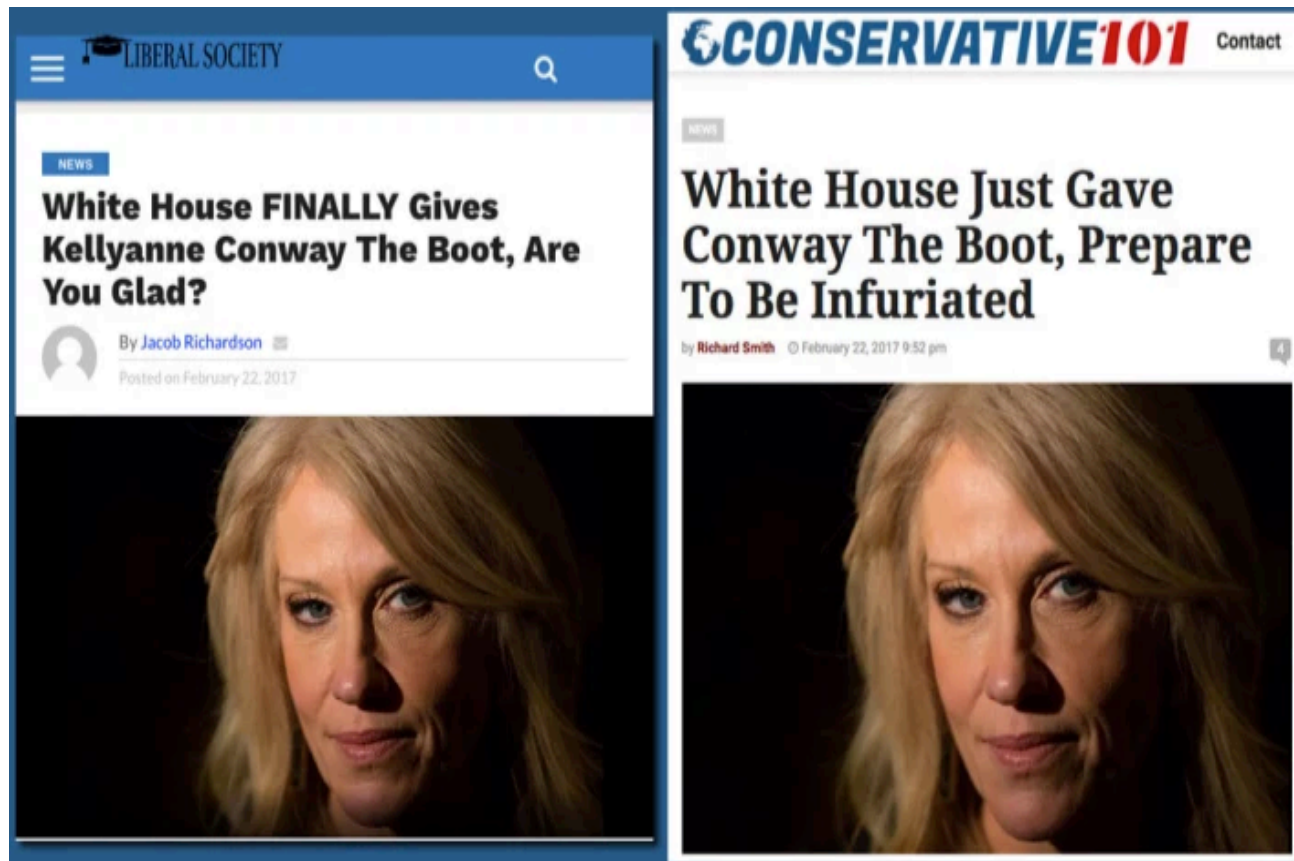 LIBERAL SOCIETY
NEWS
White House FINALLY Gives
Kellyanne Conway The Boot, Are
You Glad?
By Jacob Richardson
Posted on February 22, 2017
CONSERVATIVE101
Contact
NEWS
White House Just Gave
Conway The Boot, Prepare
To Be Infuriated
by Richard Smith February 22, 2017 9:52 pm
4